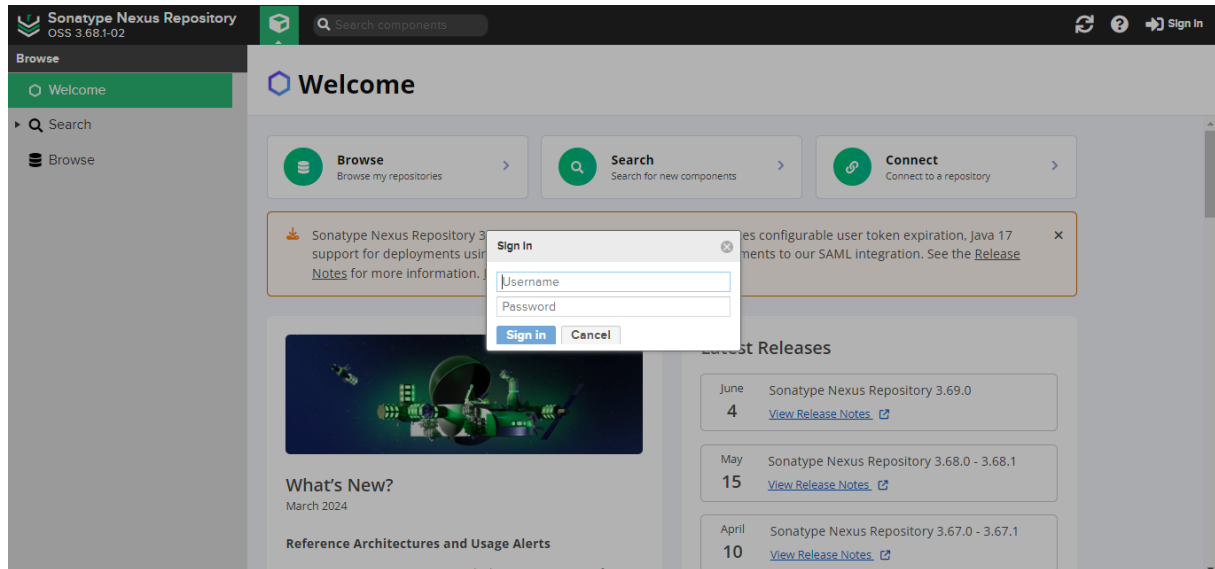 Sonatype Nexus Repository
OSS 3.68.1-02
Search components
Sign in
Browse
Welcome
Search
Browse
Welcome
Browse
Browse my repositories
Search
Search for new components
Connect
Connect to a repository
Sonatype Nexus Repository 3
es configurable user token expiration, Java 17
support for deployments usin
ments to our SAML integration. See the Release
Notes for more information.
Sign In
Username
Password
Sign in
Cancel
What's New?
March 2024
Reference Architectures and Usage Alerts
Latest Releases
June
4
Sonatype Nexus Repository 3.69.0
View Release Notes
May
15
Sonatype Nexus Repository 3.68.0 - 3.68.1
View Release Notes
April
10
Sonatype Nexus Repository 3.67.0 - 3.67.1
View Release Notes